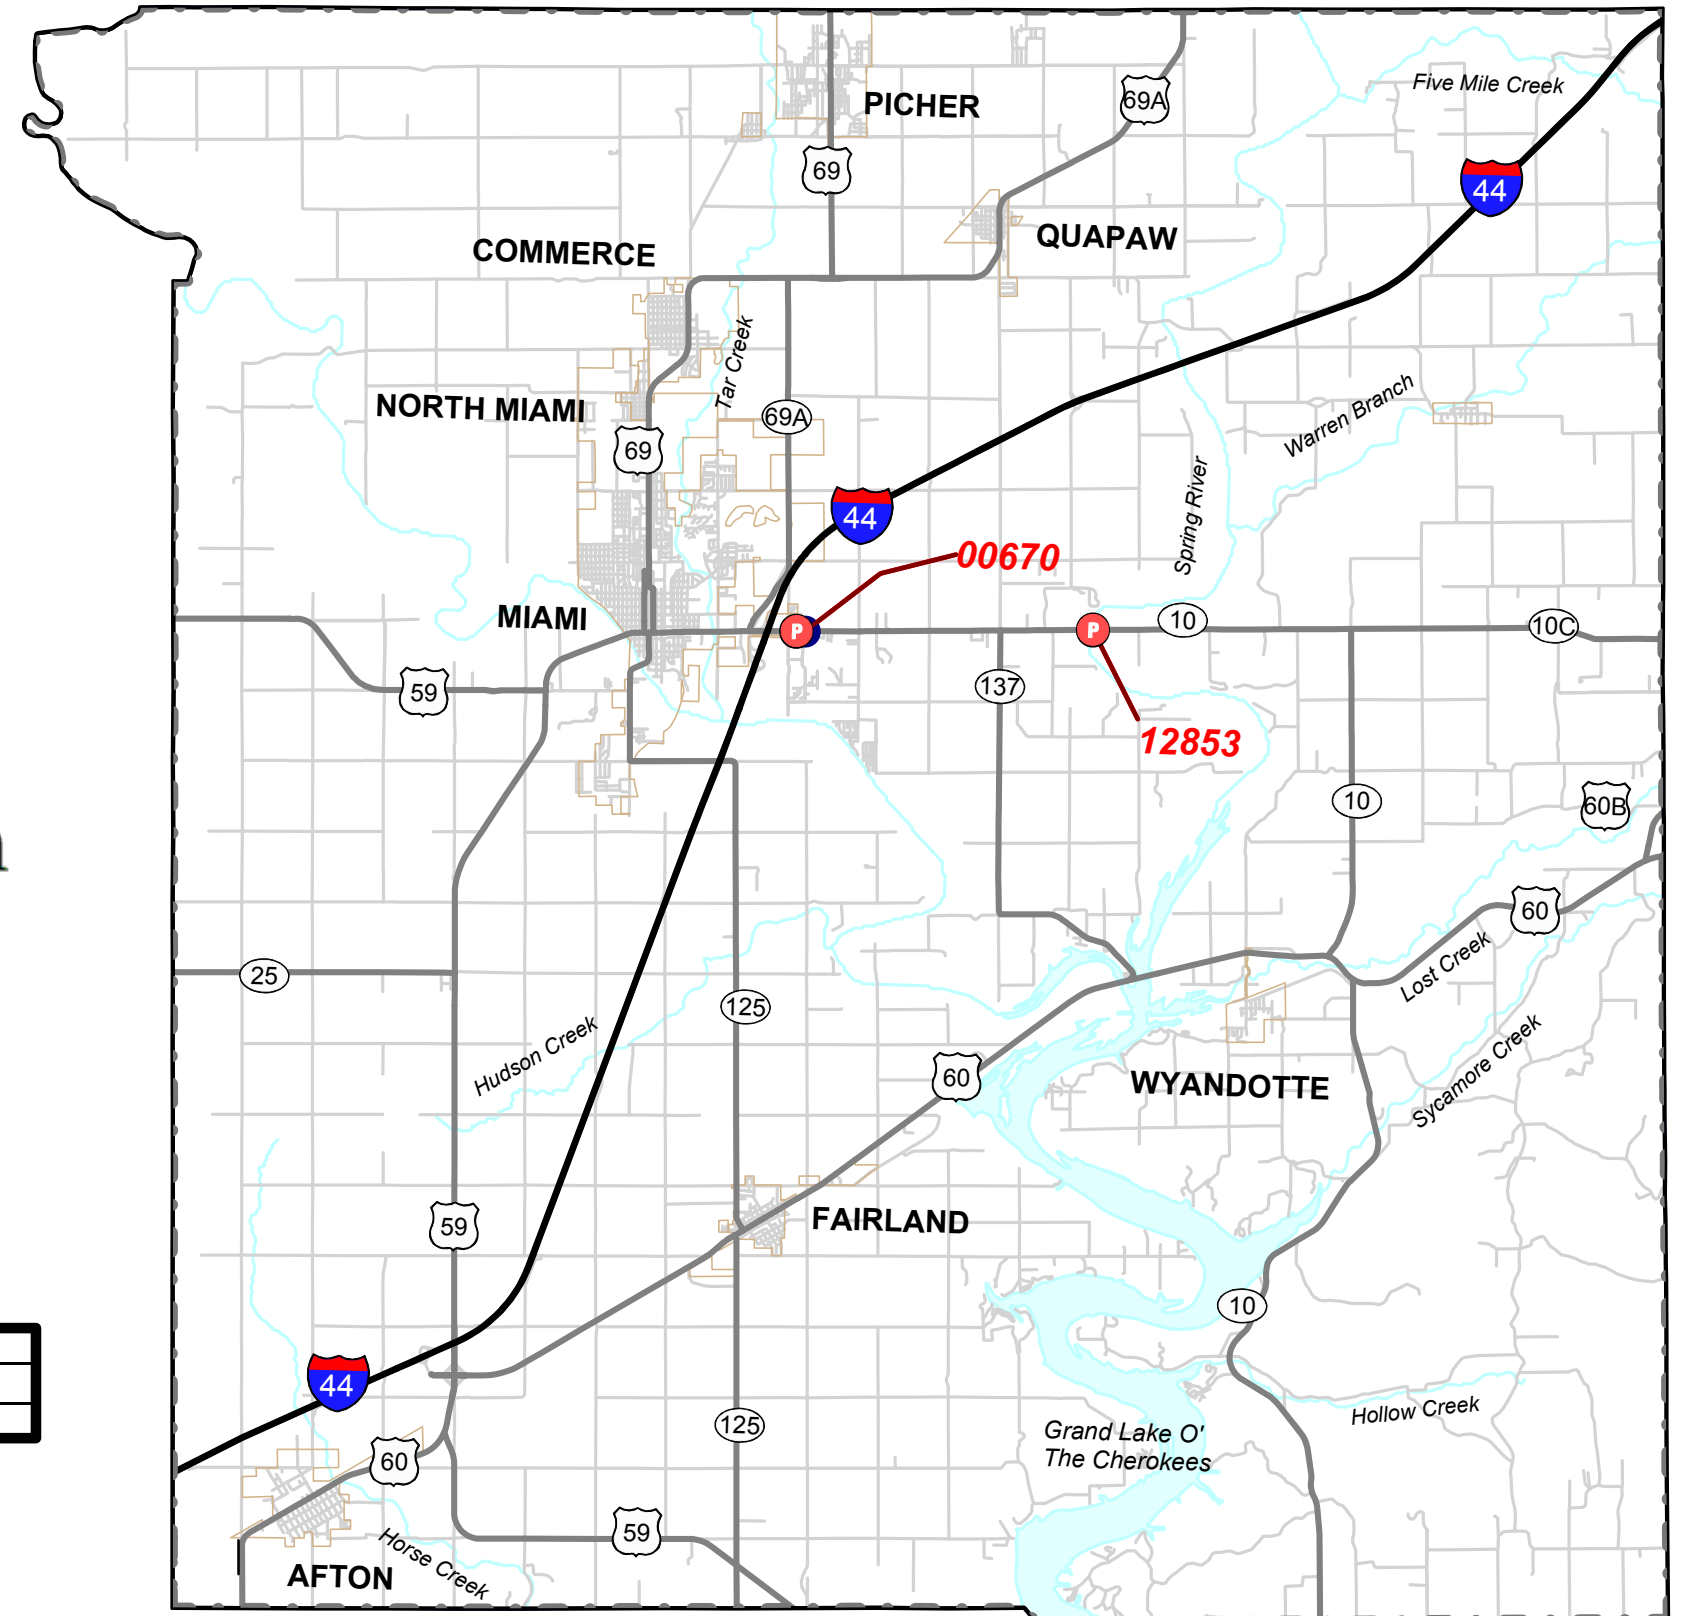 Five Mile Creek
PICHER
69A
69
44
QUAPAW
COMMERCE
Tar Creek
NORTH MIAMI
69A
Warren Branch
69
Spring River
44
00670
MIAMI
P
P
10
10C
59
137
12853
10
60B
60
Lost Creek
25
125
Hudson Creek
Sycamore Creek
60
WYANDOTTE
59
FAIRLAND
10
44
125
Hollow Creek
Grand Lake O'
The Cherokees
60
59
Horse Creek
AFTON